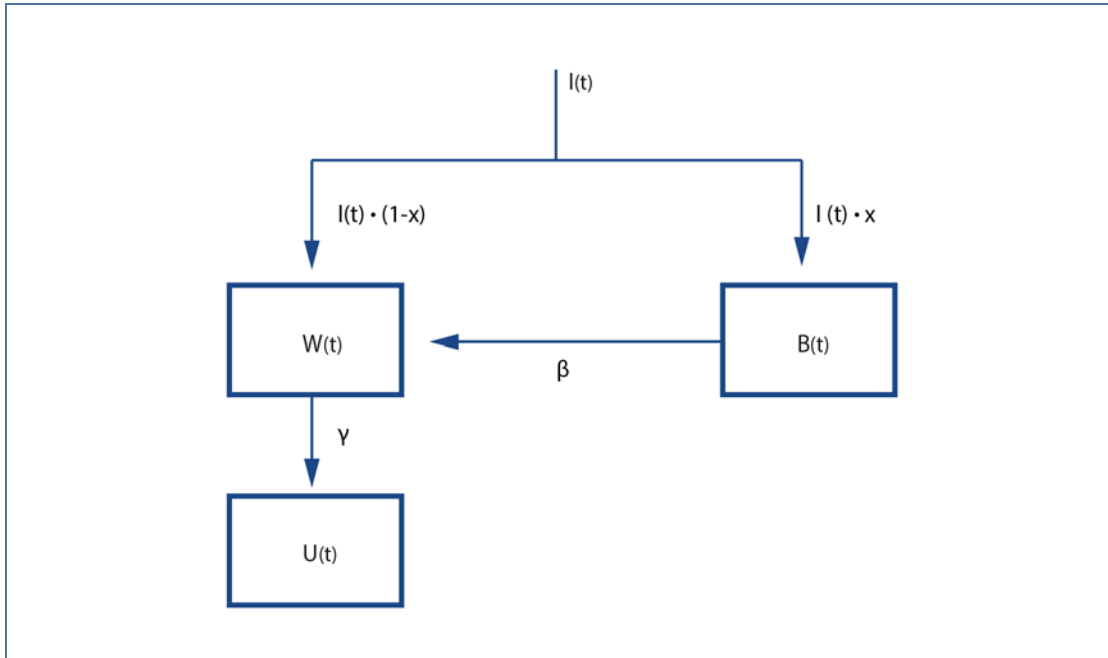 I(t)
I(t) • (1-x)
I (t) • x
W(t)
B(t)
β
γ
U(t)